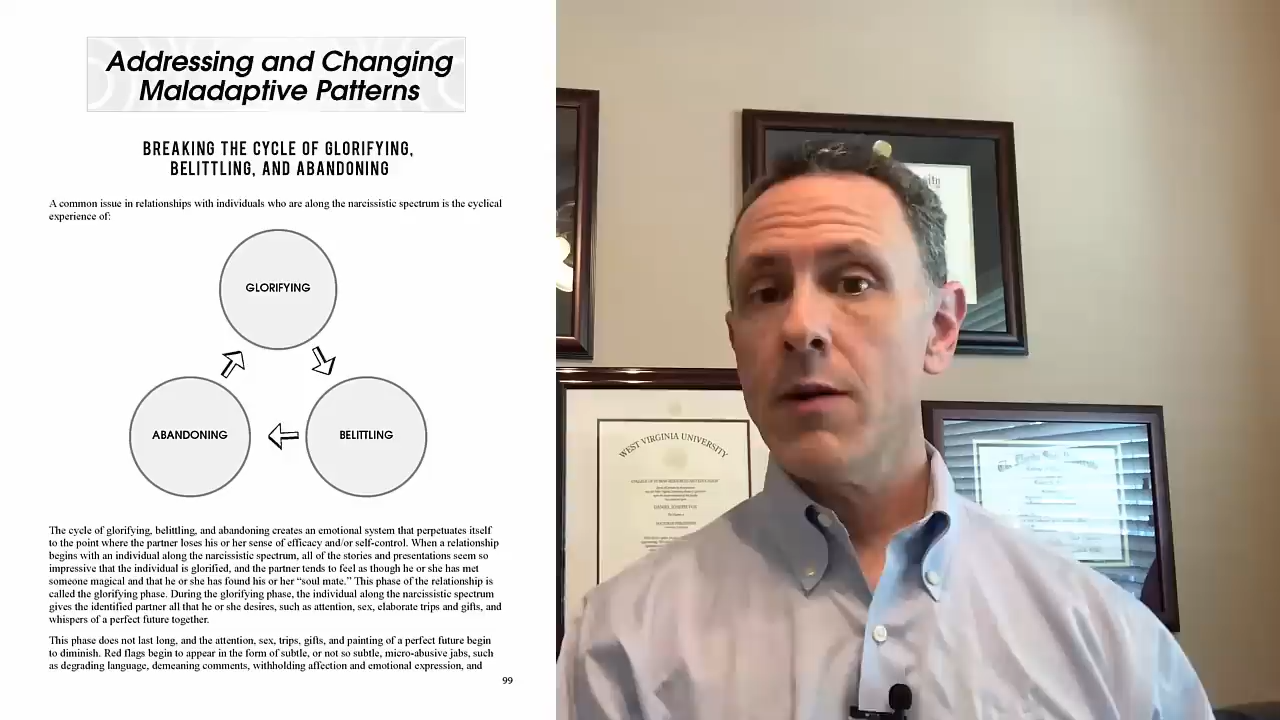 Addressing and Changing
Maladaptive Patterns
BREAKING THE CYCLE OF GLORIFYING,
BELITTLING, AND ABANDONING
A common issue in relationships with individuals who are along the narcissistic spectrum is the cyclical
experience of:
GLORIFYING
ABANDONING
BELITTLING
The cycle of glorifying, belittling, and abandoning creates an emotional system that perpetuates itself
to the point where the partner loses his or her sense of efficacy and/or self-control. When a relationship
begins with an individual along the narcissistic spectrum, all of the stories and presentations seem so
impressive that the individual is glorified, and the partner tends to feel as though he or she has met
someone magical and that he or she has found his or her “soul mate.” This phase of the relationship is
called the glorifying phase. During the glorifying phase, the individual along the narcissistic spectrum
gives the identified partner all that he or she desires, such as attention, sex, elaborate trips and gifts, and
whispers of a perfect future together.
This phase does not last long, and the attention, sex, trips, gifts, and painting of a perfect future begin
to diminish. Red flags begin to appear in the form of subtle, or not so subtle, micro-abusive jabs, such
as degrading language, demeaning comments, withholding affection and emotional expression, and
99
WEST VIRGINIA UNIVERSITY